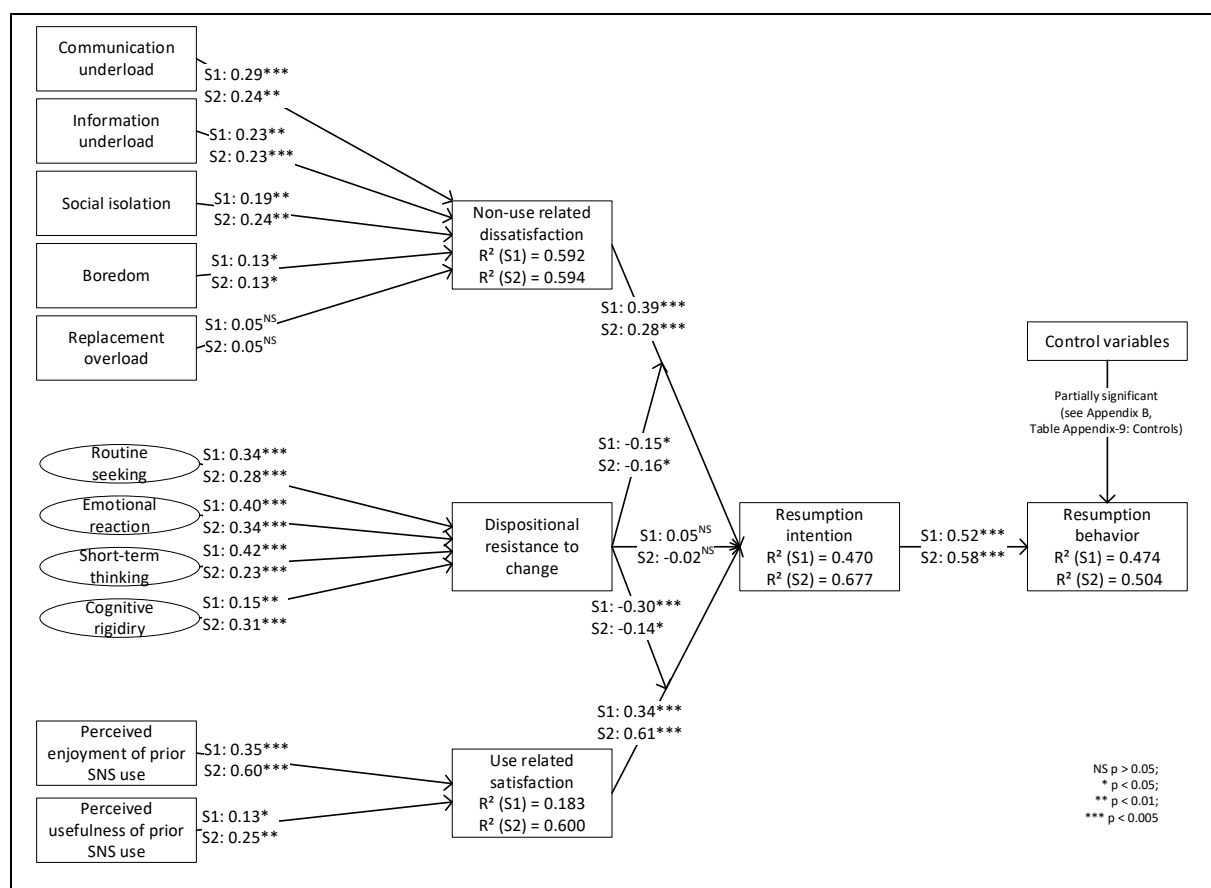 Communication
underload
S1: 0.29***
S2: 0.24**
Information
underload
S1: 0.23**
S2: 0.23***
Social isolation
S1: 0.19**
S2: 0.24**
Boredom
S1: 0.13*
S2: 0.13*
Replacement
overload
S1: 0.05NS
S2: 0.05NS
Non-use related
dissatisfaction
R² (S1) = 0.592
R² (S2) = 0.594
S1: 0.39***
S2: 0.28***
Control variables
Partially significant
(see Appendix B,
Table Appendix-9: Controls)
Routine
seeking
S1: 0.34***
S2: 0.28***
Emotional
reaction
S1: 0.40***
S2: 0.34***
Short-term
thinking
S1: 0.42***
S2: 0.23***
Cognitive
rigidiry
S1: 0.15**
S2: 0.31***
Dispositional
resistance to
change
S1: -0.15*
S2: -0.16*
S1: 0.05NS
S2: -0.02NS
S1: -0.30***
S2: -0.14*
Resumption
intention
R² (S1) = 0.470
R² (S2) = 0.677
S1: 0.52***
S2: 0.58***
Resumption
behavior
R² (S1) = 0.474
R² (S2) = 0.504
Perceived
enjoyment of prior
SNS use
S1: 0.35***
S2: 0.60***
Perceived
usefulness of prior
SNS use
S1: 0.13*
S2: 0.25**
Use related
satisfaction
R² (S1) = 0.183
R² (S2) = 0.600
S1: 0.34***
S2: 0.61***
NS p > 0.05;
* p < 0.05;
** p < 0.01;
*** p < 0.005